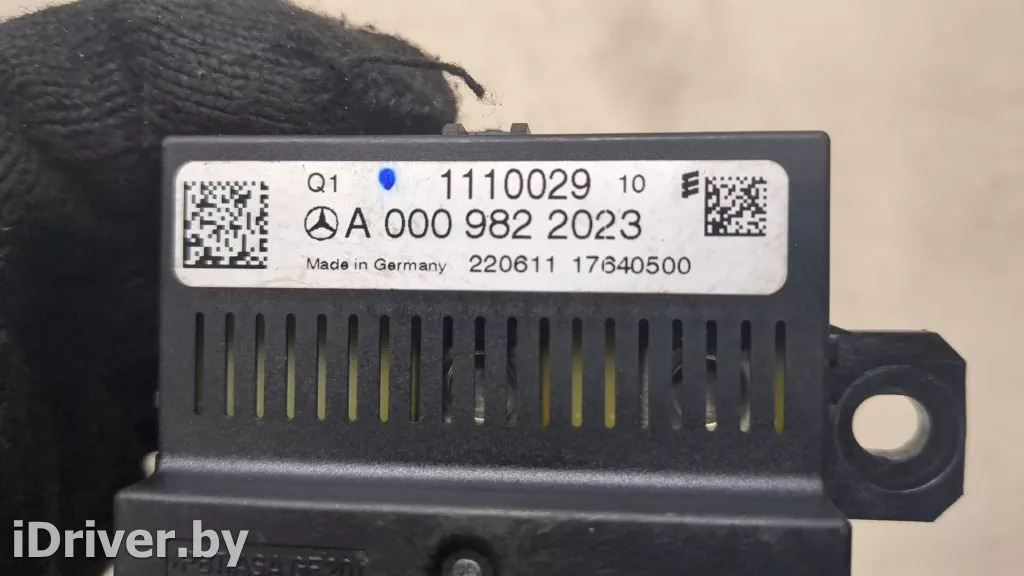 Q1 1110029 10
A 000 982 2023
Made in Germany 220611 17640500
iDriver.by